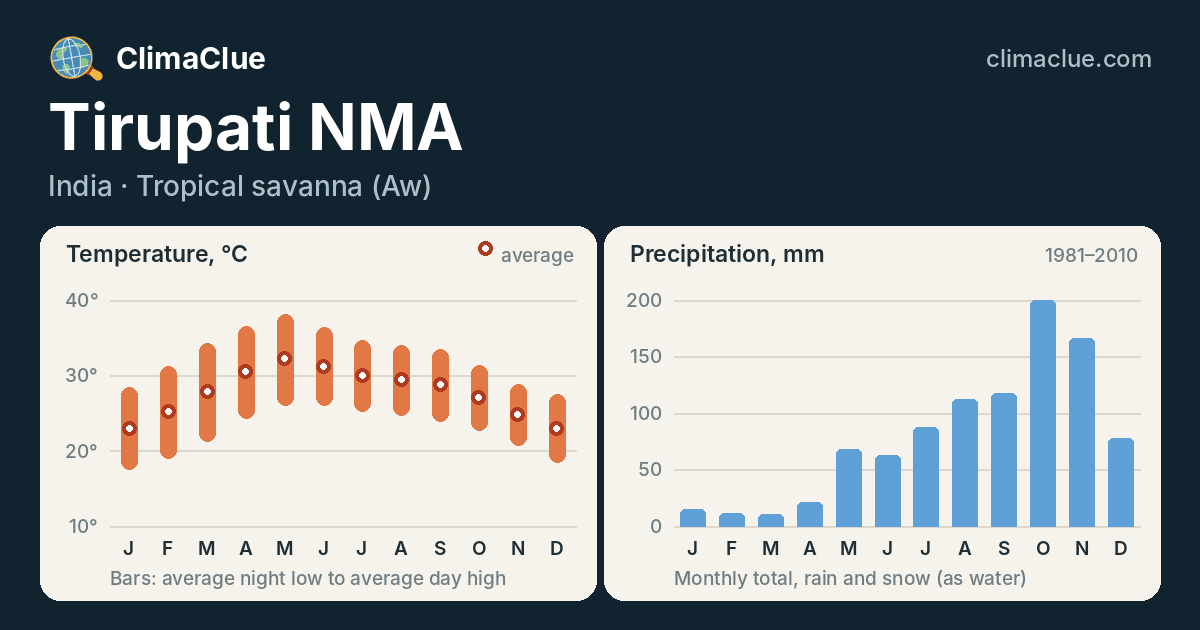 ClimaClue
climaclue.com
Tirupati NMA
India · Tropical savanna (Aw)
Temperature, °C
average
40°
30°
20°
10°
J F M A M J J A S O N D
Bars: average night low to average day high
Precipitation, mm
1981–2010
200
150
100
50
0
J F M A M J J A S O N D
Monthly total, rain and snow (as water)